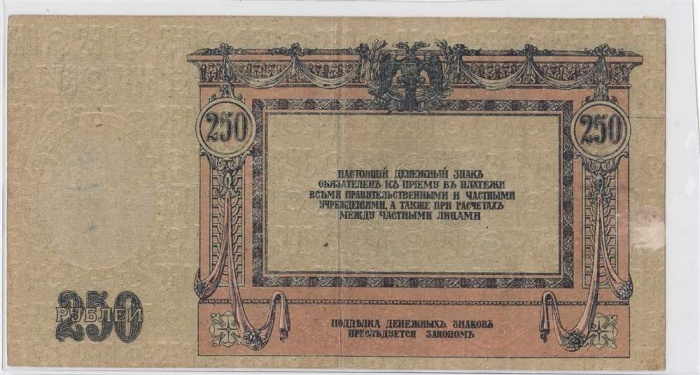 250
250
НАСТОЯЩІЙ ДЕНЕЖНЫЙ ЗНАКЪ
ОБЯЗАТЕЛЕНЪ КЪ ПРІЕМУ ВЪ ПЛАТЕЖИ
ВСѢМИ ПРАВИТЕЛЬСТВЕННЫМИ И ЧАСТНЫМИ
УЧРЕЖДЕНІЯМИ, А ТАКЖЕ ПРИ РАСЧЕТАХЪ
МЕЖДУ ЧАСТНЫМИ ЛИЦАМИ
250
РУБЛЕЙ
ПОДДѢЛКА ДЕНЕЖНЫХЪ ЗНАКОВЪ
ПРЕСЛѢДУЕТСЯ ЗАКОНОМЪ